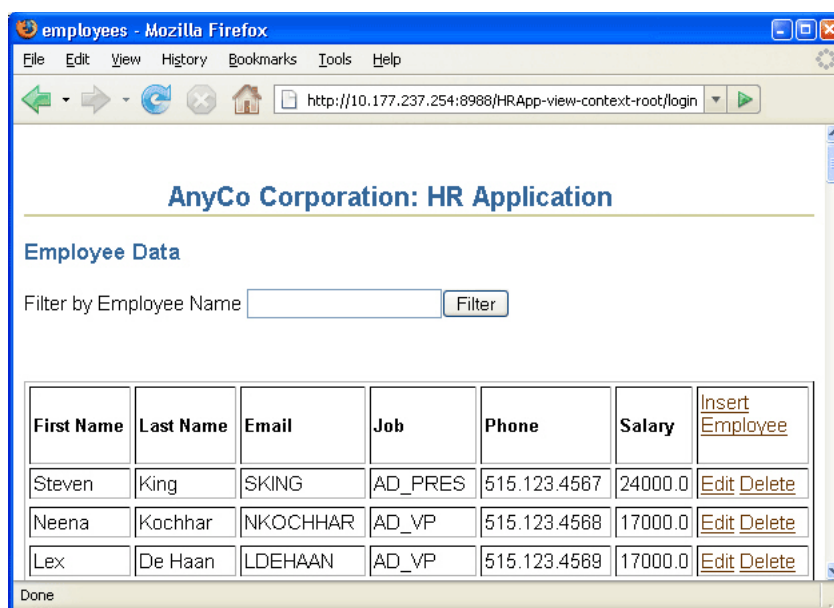 employees - Mozilla Firefox
File Edit View History Bookmarks Tools Help
http://10.177.237.254:8988/HRApp-view-context-root/login
AnyCo Corporation: HR Application
Employee Data
Filter by Employee Name Filter
First Name Last Name Email Job Phone Salary Insert
Employee
Steven King SKING AD_PRES 515.123.4567 24000.0 Edit Delete
Neena Kochhar NKOCHHAR AD_VP 515.123.4568 17000.0 Edit Delete
Lex De Haan LDEHAAN AD_VP 515.123.4569 17000.0 Edit Delete
Done